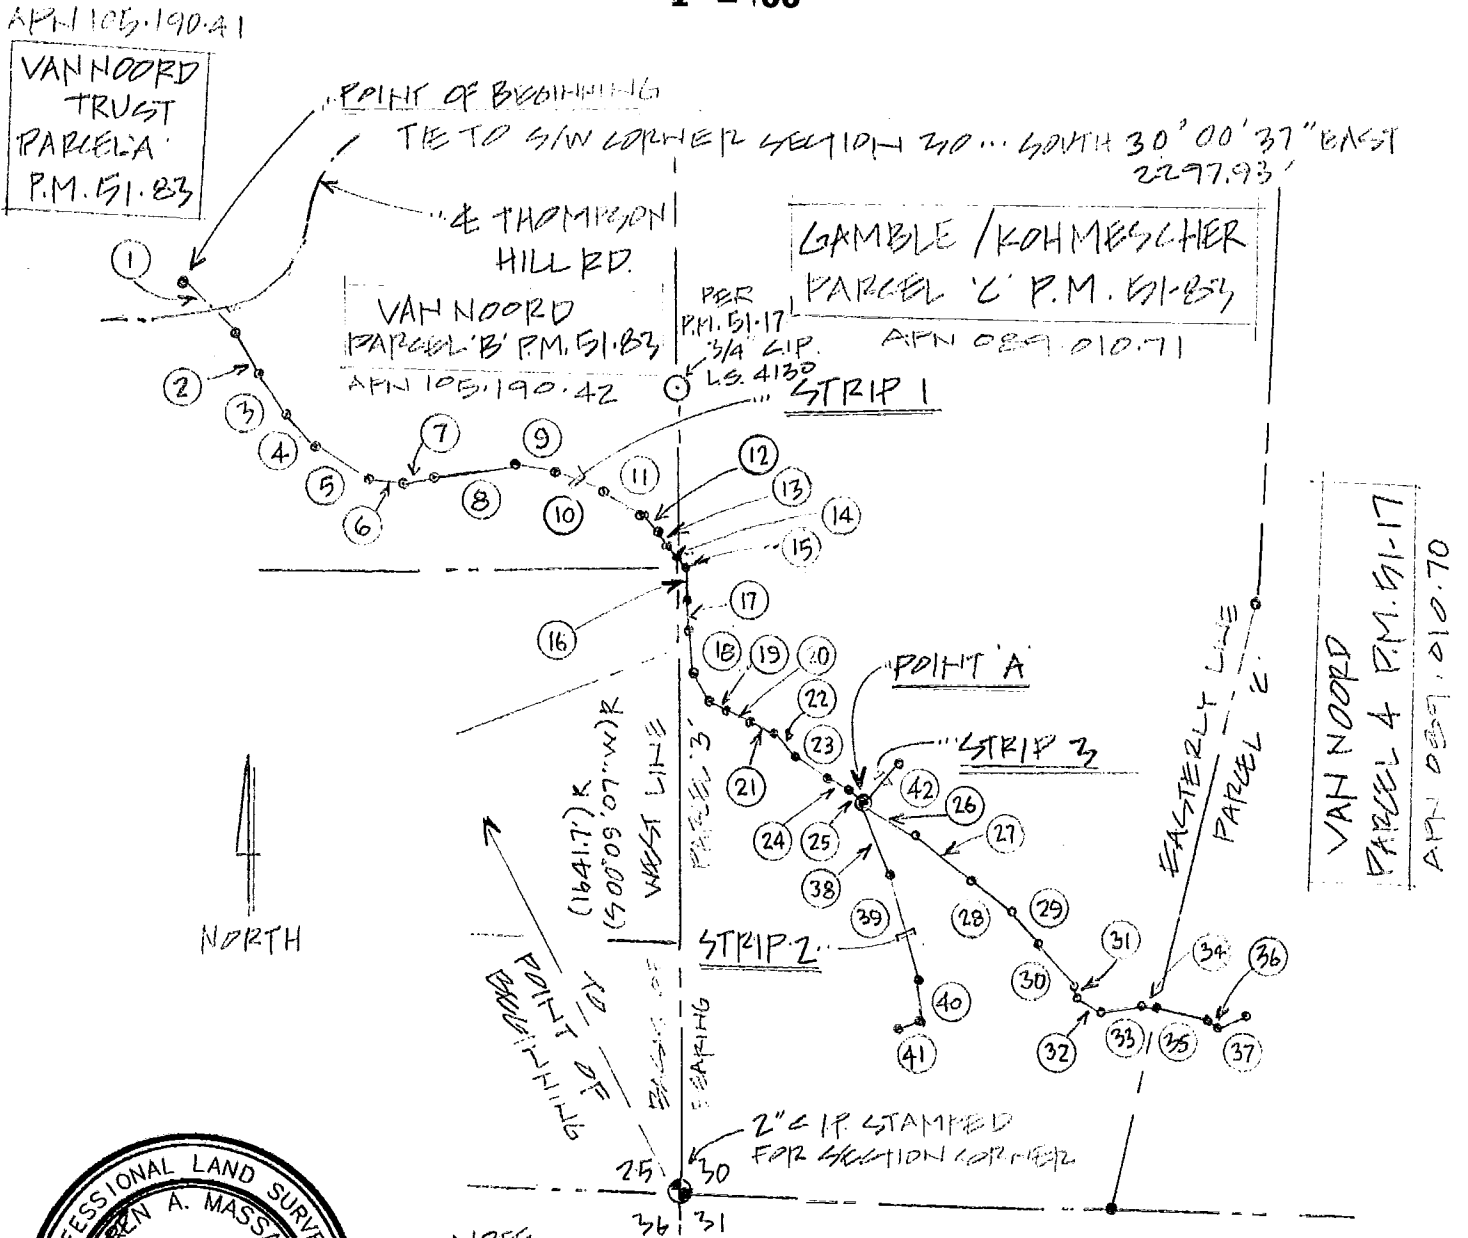 APN 105.190.41
VAN NOORD
TRUST
PARCEL 'A'
P.M. 51.83
POINT OF BEGINNING
TIE TO S/W CORNER SECTION 30... SOUTH 30°00'37" EAST
2297.93'
℄ THOMPSON
HILL RD.
GAMBLE / KOHMESCHER
PARCEL 'C' P.M. 51-83
APN 089.010.71
VAN NOORD
PARCEL 'B' P.M. 51.83
APN 105.190.42
PER
P.M. 51-17
3/4" C.I.P.
L.S. 4130
STRIP 1
1
2
3
4
5
6
7
8
9
10
11
12
13
14
15
16
17
18
19
20
21
22
23
24
25
POINT 'A'
STRIP 3
42
26
27
28
29
30
31
32
33
34
35
36
37
38
39
40
41
STRIP 2
EASTERLY LINE
PARCEL 'C'
VAN NOORD
PARCEL 4 P.M. 51-17
APN 089.010.70
(1641.7')R
(S00°09'07"W)R
WEST LINE
PARCEL '3'
BASIS OF
BEARING
NORTH
TO
POINT OF
BEGINNING
2" C.I.P. STAMPED
FOR SECTION CORNER
25 30
36 31
LAND
A. MASSA